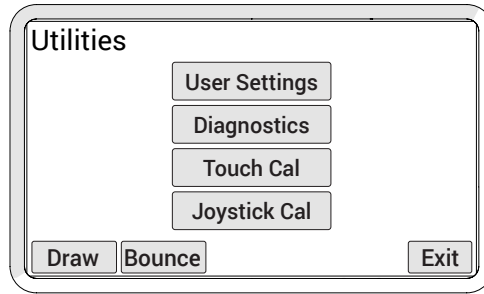 Utilities
User Settings
Diagnostics
Touch Cal
Joystick Cal
Draw Bounce Exit